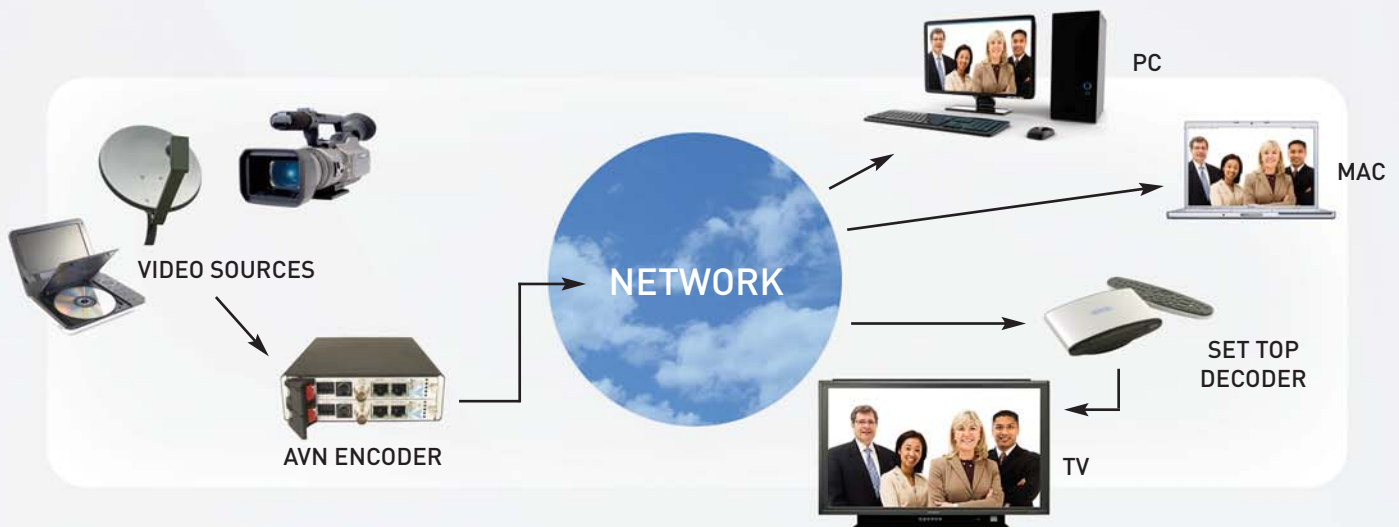 VIDEO SOURCES
AVN ENCODER
NETWORK
PC
MAC
SET TOP
DECODER
TV